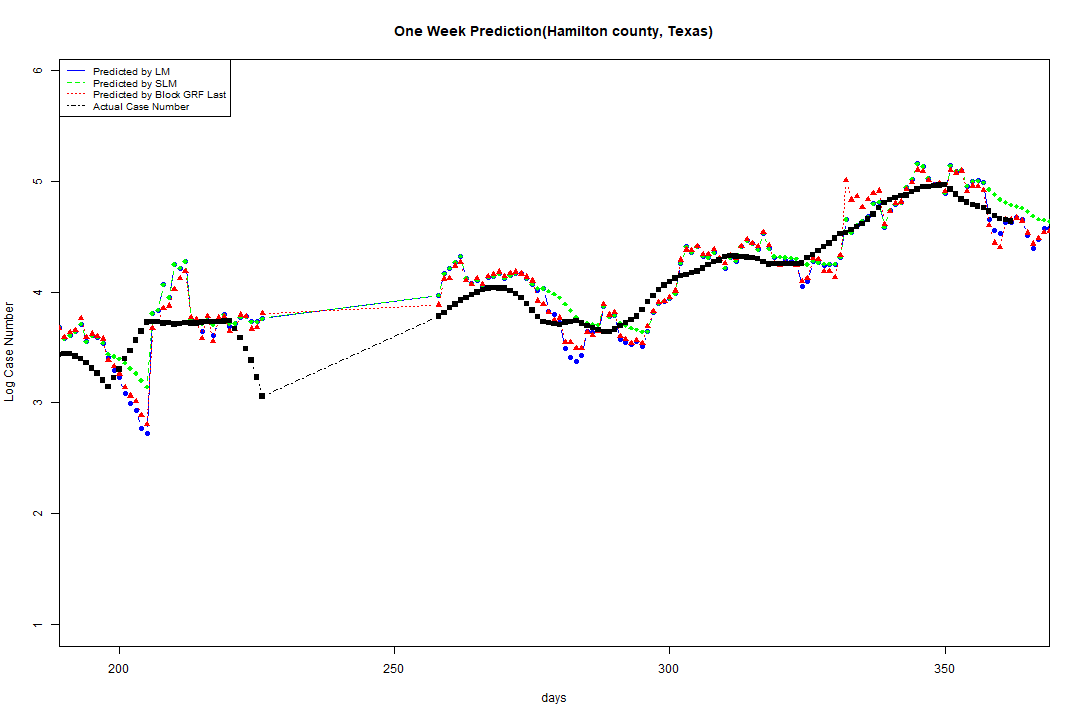 One Week Prediction(Hamilton county, Texas)
Predicted by LM
Predicted by SLM
Predicted by Block GRF Last
Actual Case Number
6
5
4
3
2
1
Log Case Number
200 250 300 350
days